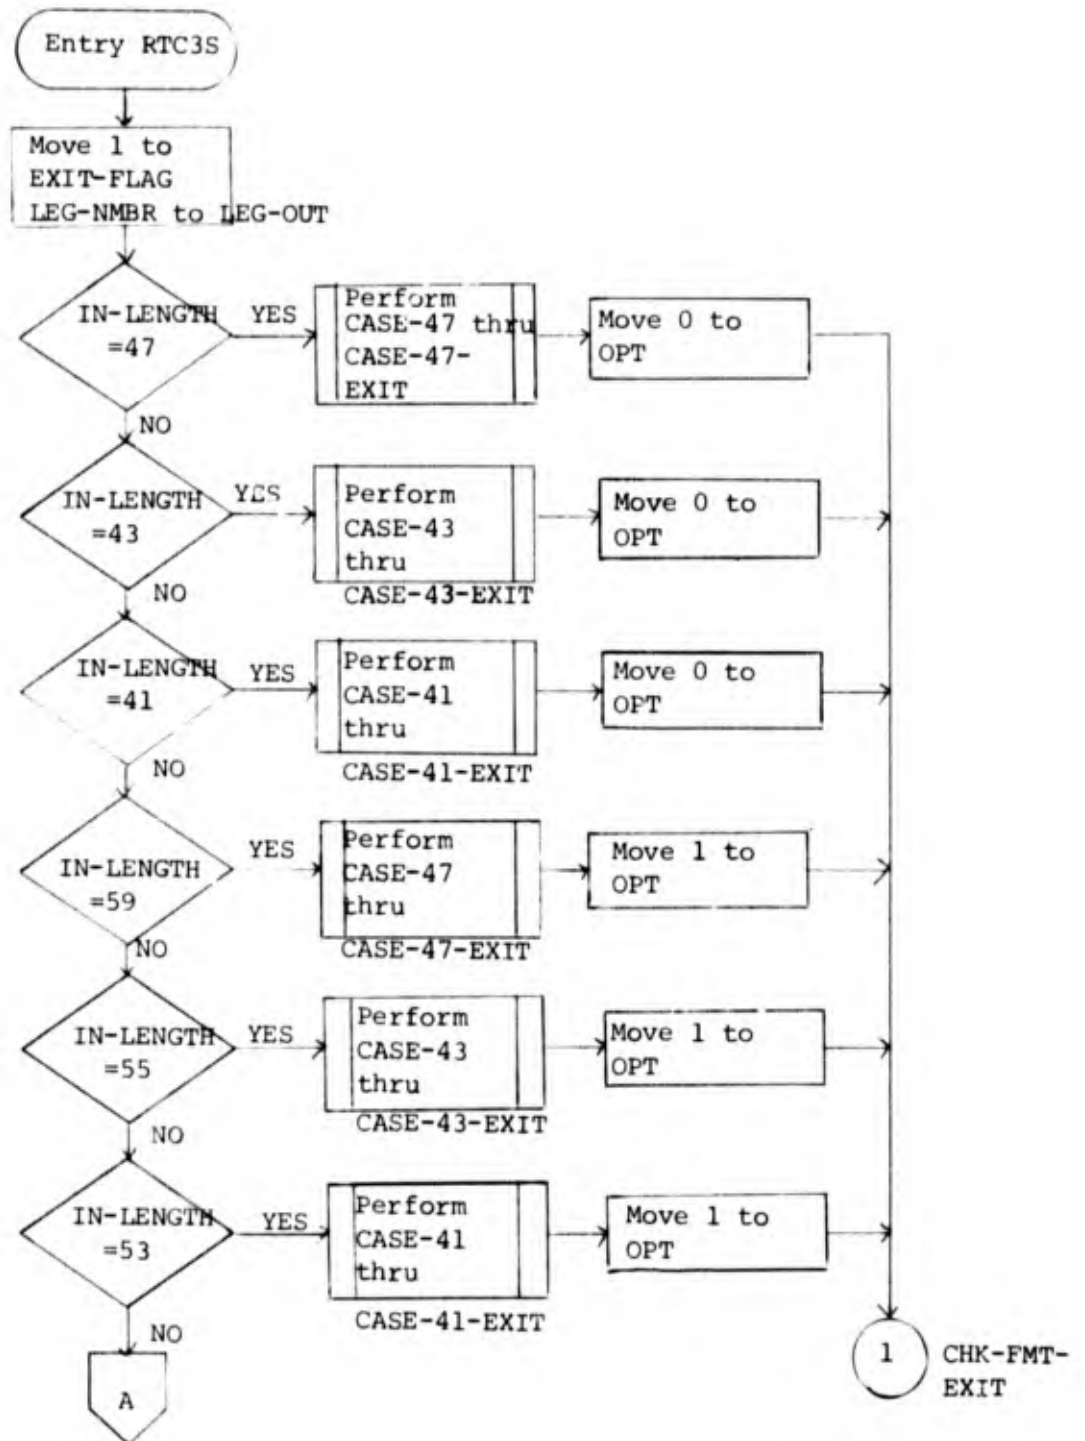 Entry RTC3S
Move 1 to
EXIT-FLAG
LEG-NMBR to LEG-OUT
IN-LENGTH
=47
YES
Perform
CASE-47 thru
CASE-47-
EXIT
Move 0 to
OPT
NO
IN-LENGTH
=43
YES
Perform
CASE-43
thru
CASE-43-EXIT
Move 0 to
OPT
NO
IN-LENGTH
=41
YES
Perform
CASE-41
thru
CASE-41-EXIT
Move 0 to
OPT
NO
IN-LENGTH
=59
YES
Perform
CASE-47
thru
CASE-47-EXIT
Move 1 to
OPT
NO
IN-LENGTH
=55
YES
Perform
CASE-43
thru
CASE-43-EXIT
Move 1 to
OPT
NO
IN-LENGTH
=53
YES
Perform
CASE-41
thru
CASE-41-EXIT
Move 1 to
OPT
NO
A
1
CHK-FMT-
EXIT